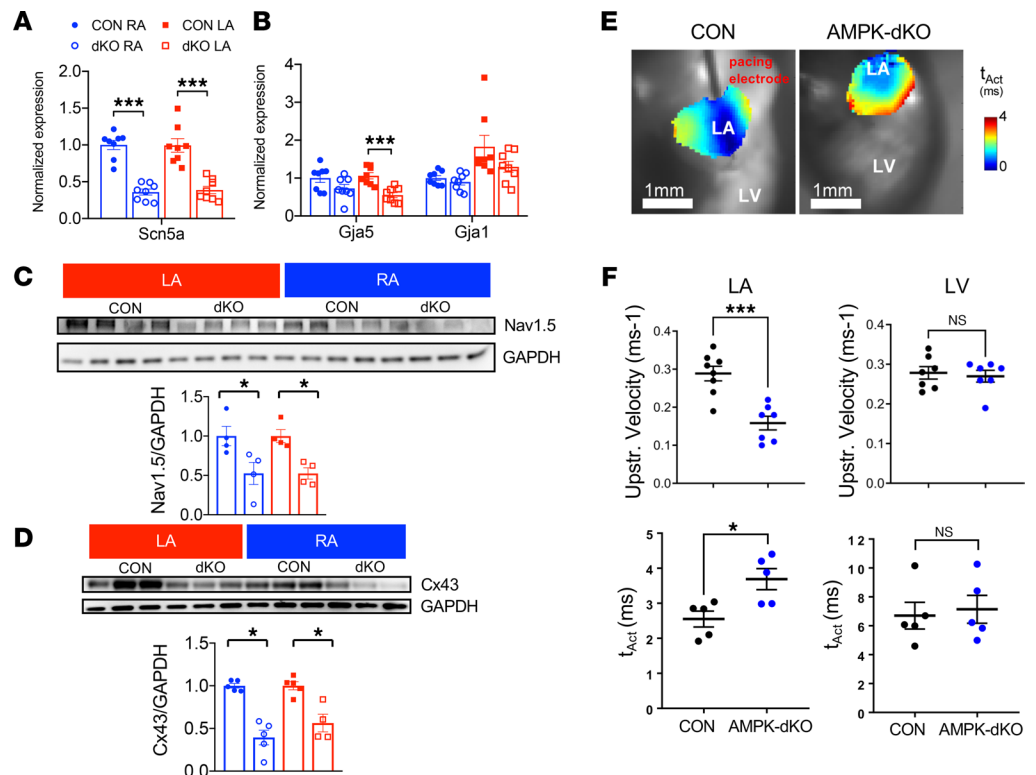 A
CON RA
CON LA
dKO RA
dKO LA
Normalized expression
1.5
1.0
0.5
0.0
***
***
Scn5a
B
Normalized expression
6
4
2
0
***
Gja5
Gja1
C
LA
RA
CON
dKO
CON
dKO
Nav1.5
GAPDH
Nav1.5/GAPDH
1.5
1.0
0.5
0.0
*
*
D
LA
RA
CON
dKO
CON
dKO
Cx43
GAPDH
Cx43/GAPDH
1.5
1.0
0.5
0.0
*
*
E
CON
AMPK-dKO
pacing
electrode
LA
LV
1mm
LA
LV
1mm
tAct
(ms)
4
0
F
LA
LV
Upstr. Velocity (ms-1)
0.4
0.3
0.2
0.1
***
Upstr. Velocity (ms-1)
0.4
0.3
0.2
0.1
NS
tAct (ms)
6
5
4
3
2
1
0
*
CON
AMPK-dKO
tAct (ms)
12
10
8
6
4
2
0
NS
CON
AMPK-dKO